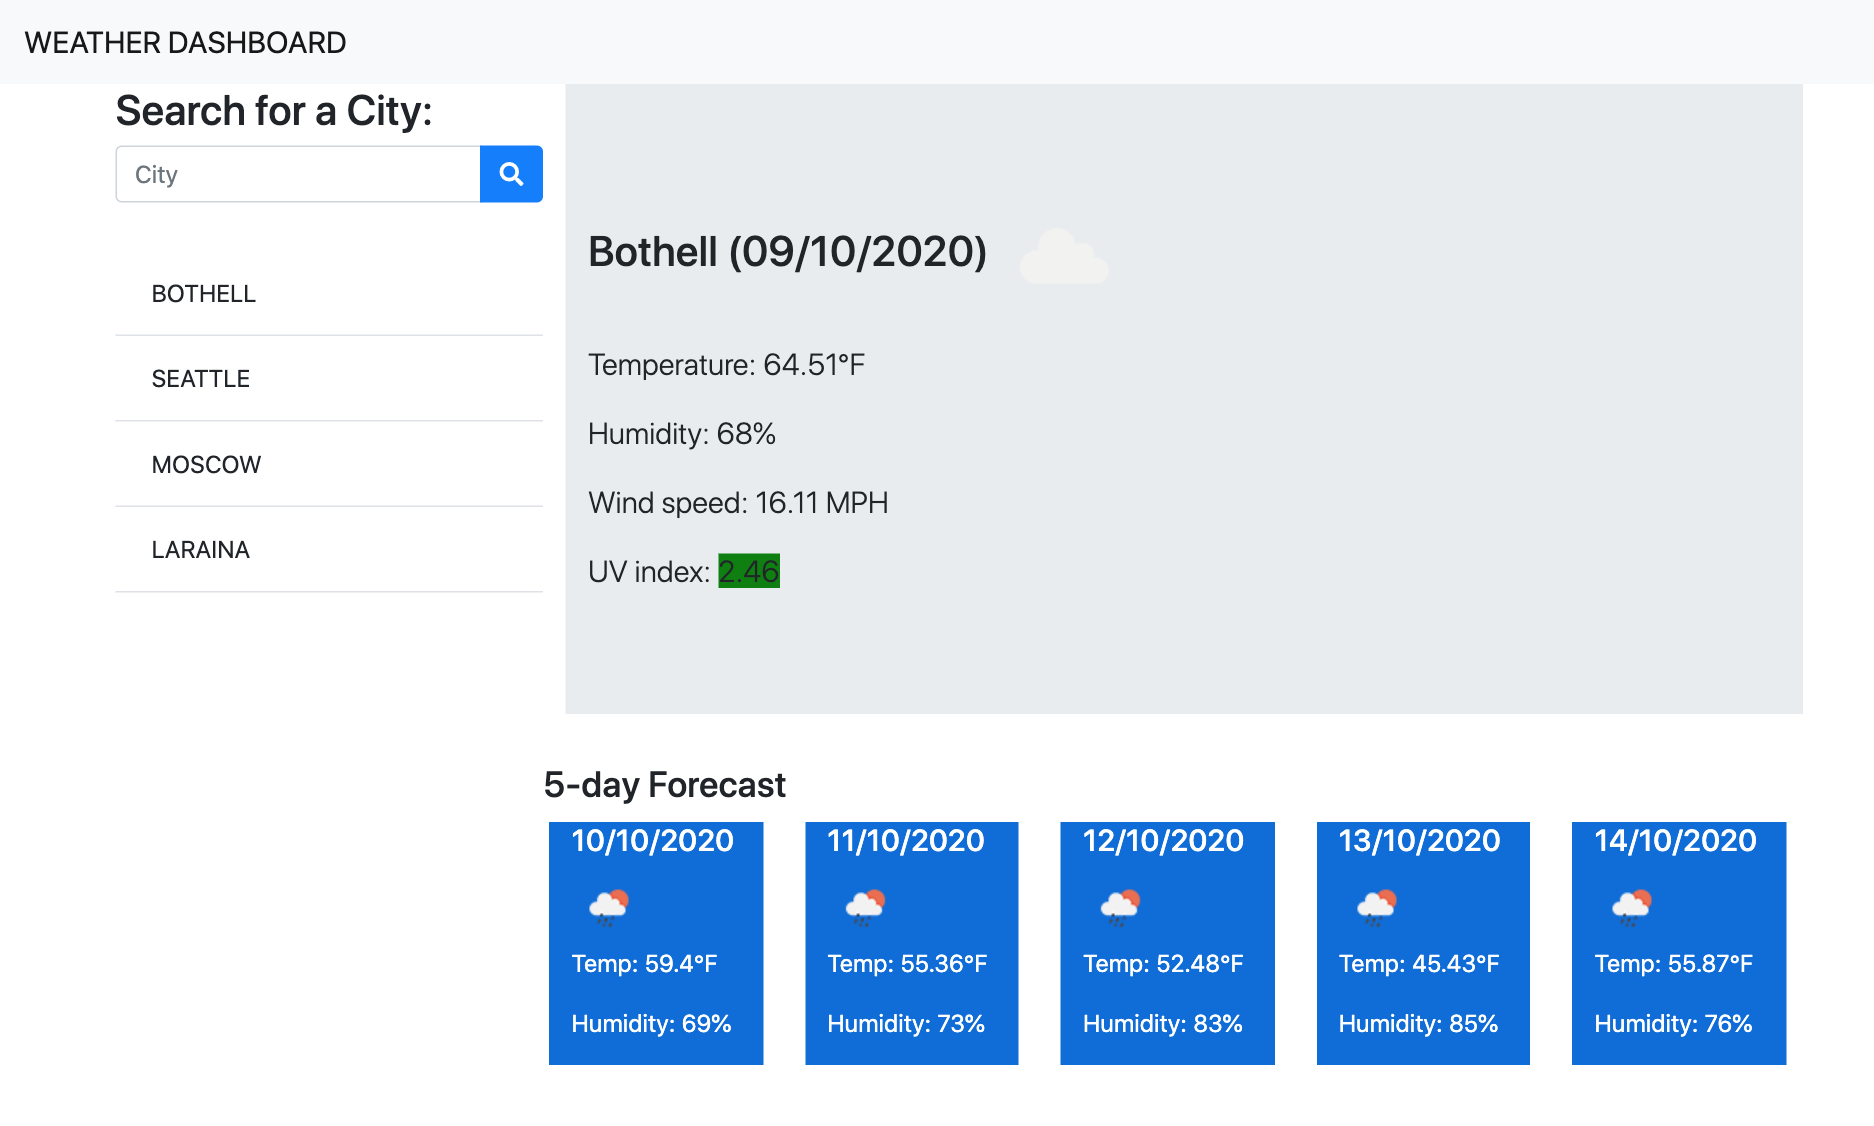 WEATHER DASHBOARD
Search for a City:
City
BOTHELL
SEATTLE
MOSCOW
LARAINA
Bothell (09/10/2020)
Temperature: 64.51°F
Humidity: 68%
Wind speed: 16.11 MPH
UV index: 2.46
5-day Forecast
10/10/2020
Temp: 59.4°F
Humidity: 69%
11/10/2020
Temp: 55.36°F
Humidity: 73%
12/10/2020
Temp: 52.48°F
Humidity: 83%
13/10/2020
Temp: 45.43°F
Humidity: 85%
14/10/2020
Temp: 55.87°F
Humidity: 76%